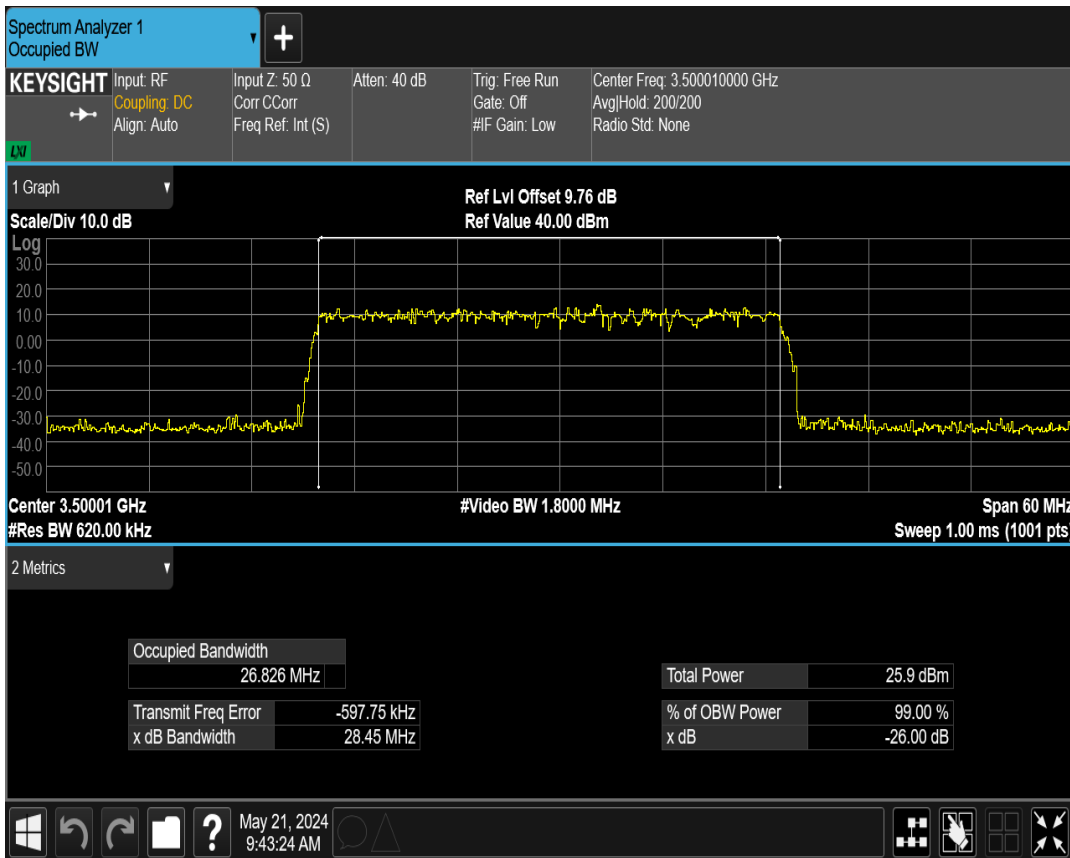 Spectrum Analyzer 1
Occupied BW
+
KEYSIGHT
LXI
Input: RF
Coupling: DC
Align: Auto
Input Z: 50 Ω
Corr CCorr
Freq Ref: Int (S)
Atten: 40 dB
Trig: Free Run
Gate: Off
#IF Gain: Low
Center Freq: 3.500010000 GHz
Avg|Hold: 200/200
Radio Std: None
1 Graph
Scale/Div 10.0 dB
Ref Lvl Offset 9.76 dB
Ref Value 40.00 dBm
Log
30.0
20.0
10.0
0.00
-10.0
-20.0
-30.0
-40.0
-50.0
Center 3.50001 GHz
#Video BW 1.8000 MHz
Span 60 MHz
#Res BW 620.00 kHz
Sweep 1.00 ms (1001 pts)
2 Metrics
Occupied Bandwidth
26.826 MHz
Total Power 25.9 dBm
Transmit Freq Error -597.75 kHz
% of OBW Power 99.00 %
x dB Bandwidth 28.45 MHz
x dB -26.00 dB
?
May 21, 2024
9:43:24 AM